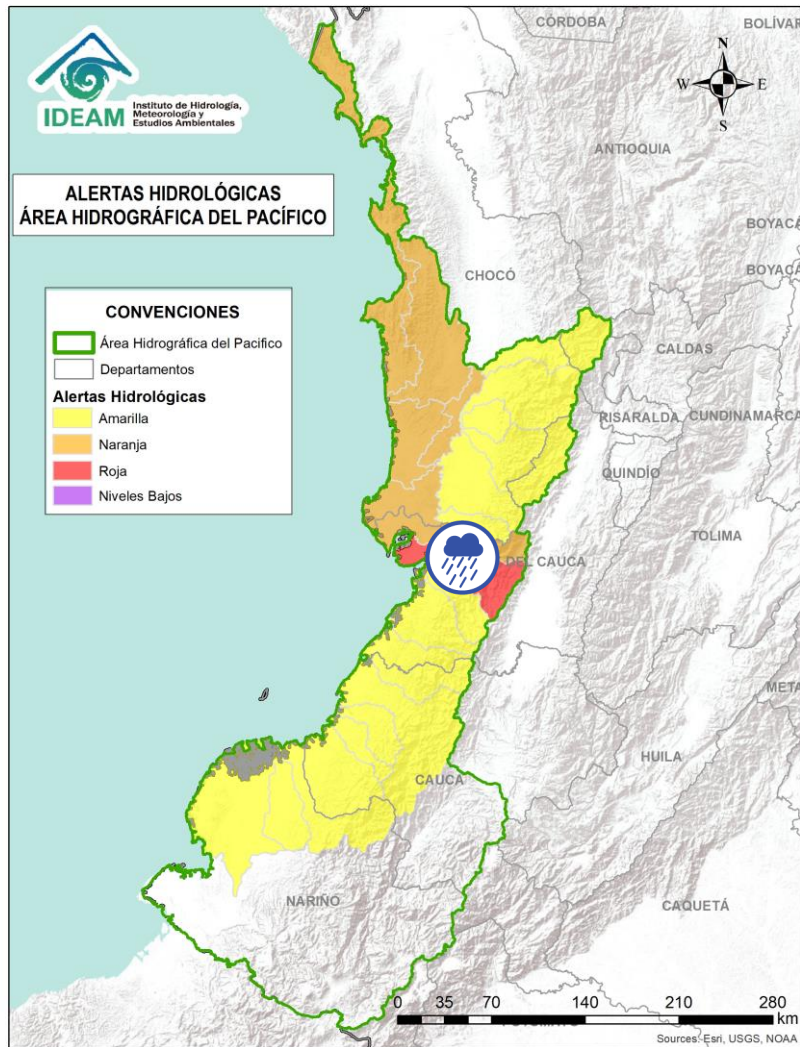 IDEAM
Instituto de Hidrología,
Meteorología y
Estudios Ambientales
ALERTAS HIDROLÓGICAS
ÁREA HIDROGRÁFICA DEL PACÍFICO
CONVENCIONES
Área Hidrográfica del Pacifico
Departamentos
Alertas Hidrológicas
Amarilla
Naranja
Roja
Niveles Bajos
N
W
E
S
CÓRDOBA
BOLÍVAR
ANTIOQUIA
BOYACÁ
BOYACÁ
CHOCÓ
CALDAS
RISARALDA
CUNDINAMARCA
QUINDÍO
TOLIMA
DEL CAUCA
META
HUILA
CAUCA
NARIÑO
CAQUETÁ
0 35 70 140 210 280
km
Sources: Esri, USGS, NOAA